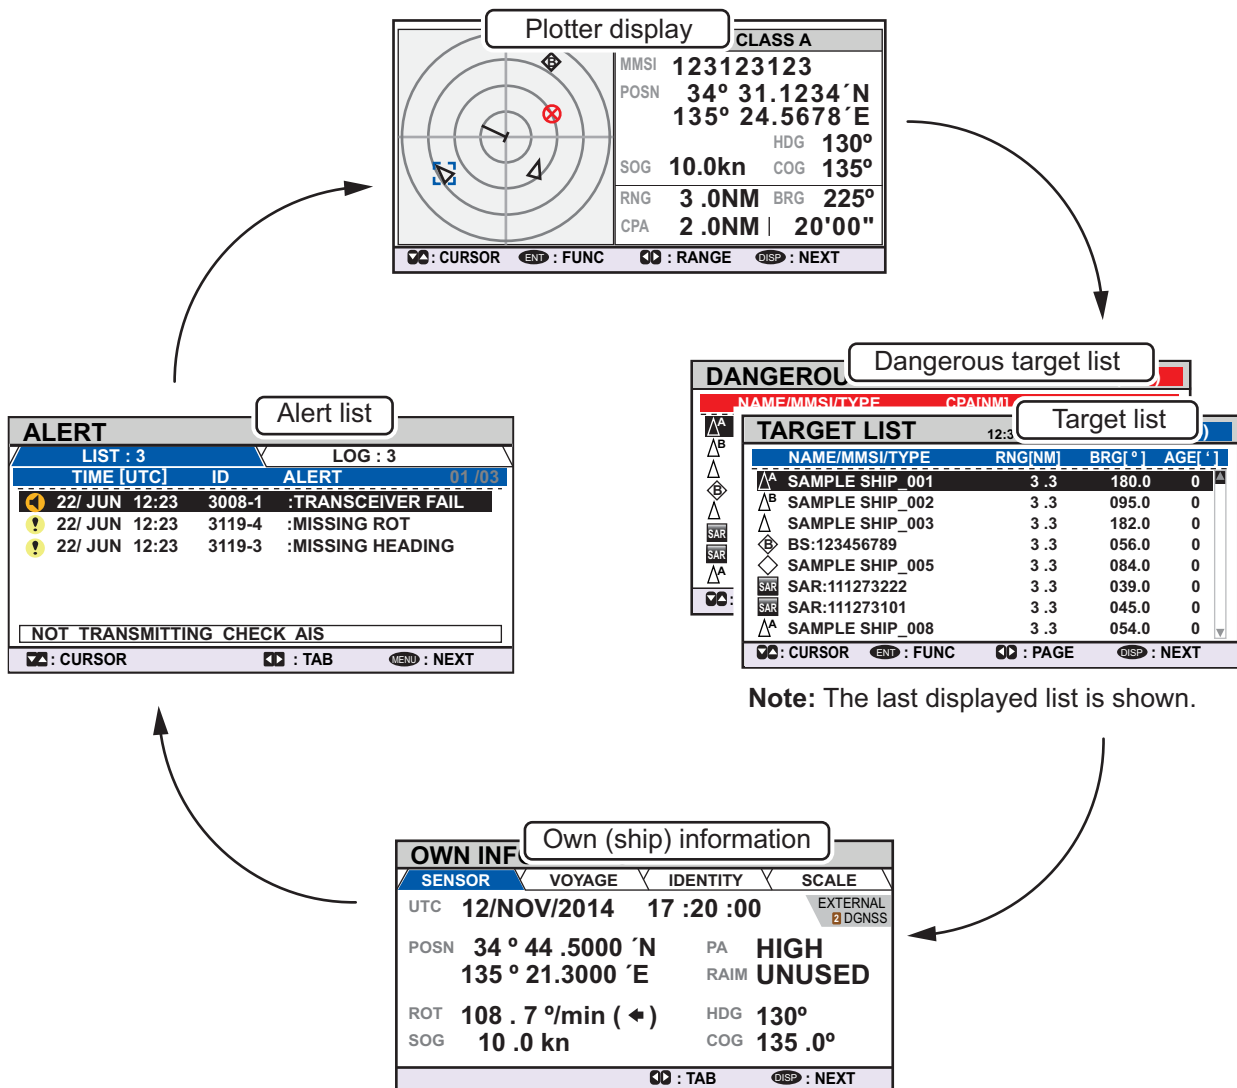 Plotter display
CLASS A
MMSI 123123123
POSN 34º 31.1234´N
135º 24.5678´E
HDG 130º
SOG 10.0kn COG 135º
RNG 3 .0NM BRG 225º
CPA 2 .0NM 20'00"
: CURSOR ENT : FUNC : RANGE DISP : NEXT
B
Dangerous target list
DANGEROU
NAME/MMSI/TYPE CPA[NM]
A
B
B
SAR
SAR
A
Target list
TARGET LIST 12:3 )
NAME/MMSI/TYPE RNG[NM] BRG[ º ] AGE[ ‘ ]
A SAMPLE SHIP_001 3 .3 180.0 0
B SAMPLE SHIP_002 3 .3 095.0 0
SAMPLE SHIP_003 3 .3 182.0 0
B BS:123456789 3 .3 056.0 0
SAMPLE SHIP_005 3 .3 084.0 0
SAR SAR:111273222 3 .3 039.0 0
SAR SAR:111273101 3 .3 045.0 0
A SAMPLE SHIP_008 3 .3 054.0 0
: CURSOR ENT : FUNC : PAGE DISP : NEXT
Note: The last displayed list is shown.
Alert list
ALERT
LIST : 3 LOG : 3
TIME [UTC] ID ALERT 01 /03
22/ JUN 12:23 3008-1 :TRANSCEIVER FAIL
22/ JUN 12:23 3119-4 :MISSING ROT
22/ JUN 12:23 3119-3 :MISSING HEADING
NOT TRANSMITTING CHECK AIS
: CURSOR : TAB MENU : NEXT
Own (ship) information
OWN INF
SENSOR VOYAGE IDENTITY SCALE
UTC 12/NOV/2014 17 :20 :00 EXTERNAL
2 DGNSS
POSN 34 º 44 .5000 ´N PA HIGH
135 º 21.3000 ´E RAIM UNUSED
ROT 108 . 7 º/min ( ) HDG 130º
SOG 10 .0 kn COG 135 .0º
: TAB DISP : NEXT